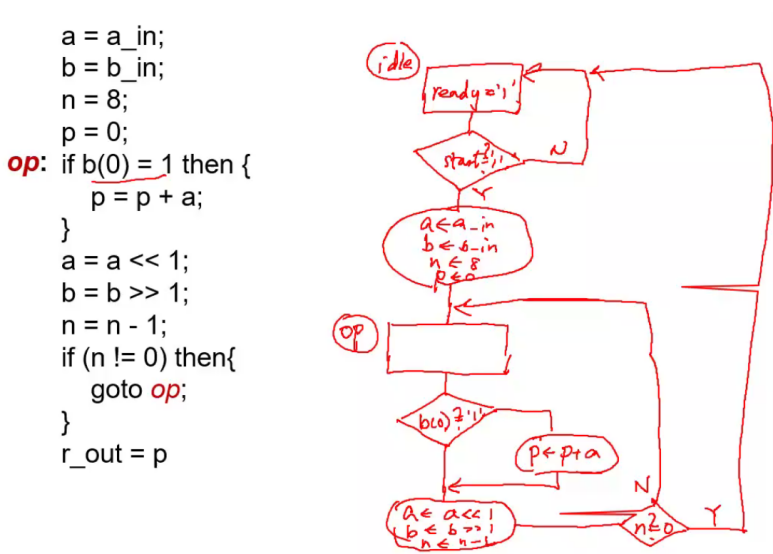 a = a_in;
b = b_in;
n = 8;
p = 0;
op: if b(0) = 1 then {
p = p + a;
}
a = a << 1;
b = b >> 1;
n = n - 1;
if (n != 0) then{
goto op;
}
r_out = p
idle
ready='1'
start='1'
?
N
Y
a ← a_in
b ← b_in
n ← 8
p ← 0
op
b(0) ?= '1'
p ← p+a
a ← a << 1
b ← b >> 1
n ← n-1
n ?= 0
N
Y